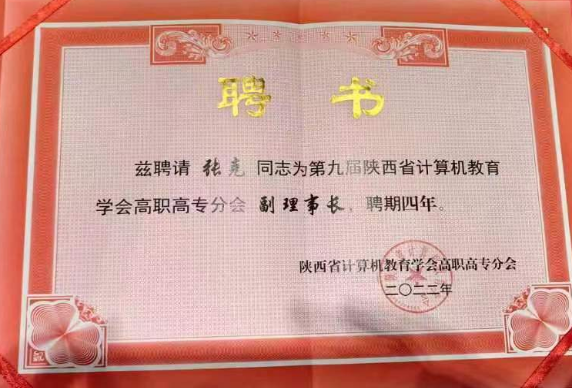 聘书
兹聘请 张克 同志为第九届陕西省计算机教育
学会高职高专分会 副理事长，聘期四年。
陕西省计算机教育学会高职高专分会
二〇二二年